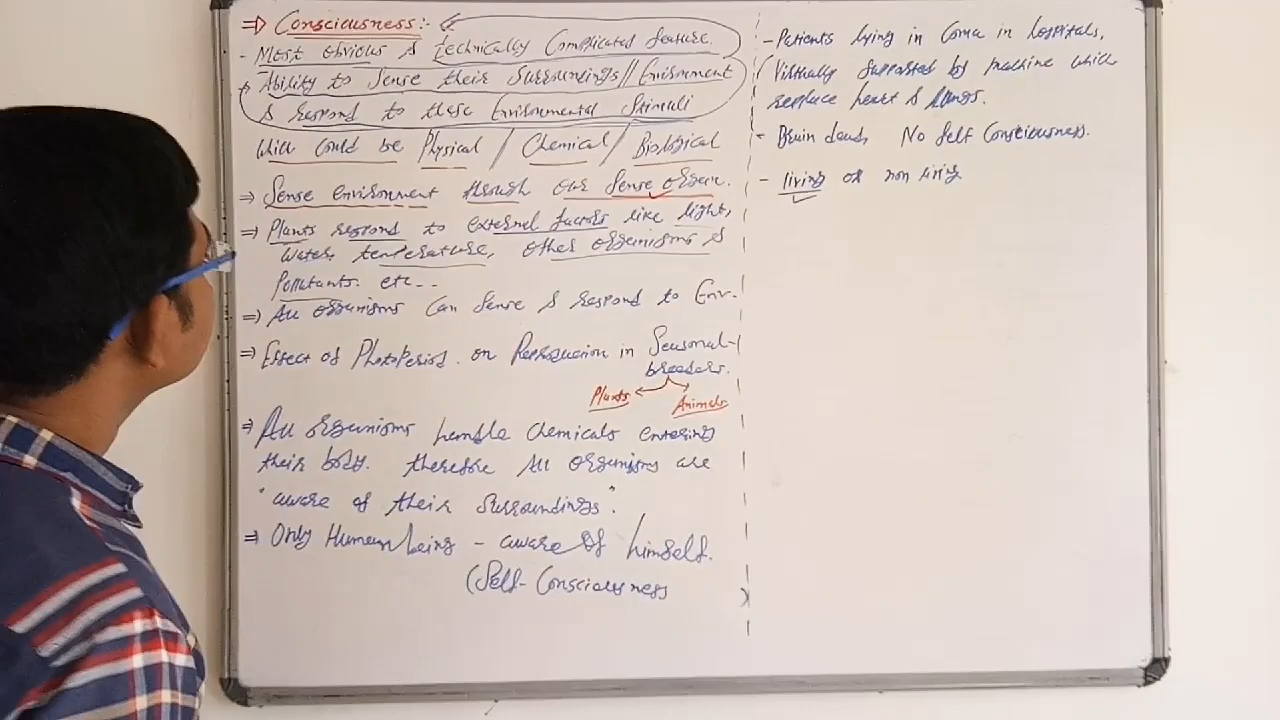 ⇒ Consciousness:-
- Most obvious & technically complicated feature.
* Ability to sense their surroundings // Environment
& respond to these Environmental Stimuli
Will could be Physical / Chemical / Biological
⇒ Sense environment through our sense organ.
⇒ Plants respond to external factors like light,
water, temperature, other organisms &
Pollutants. etc...
⇒ All organisms can sense & respond to Env.
⇒ Effect of Photoperiod. on Reproduction in Seasonal-
breeders.
Plants Animals
⇒ All organisms hemble chemicals entering
their body. therefore all organisms are
"aware of their surroundings".
⇒ Only Human being - aware of himself.
(Self-Consciousness)
- Patients lying in Coma in hospitals,
(Virthually supported by machine which
replace heart & lungs.
- Brain dead, No Self Consciousness.
- living or non living